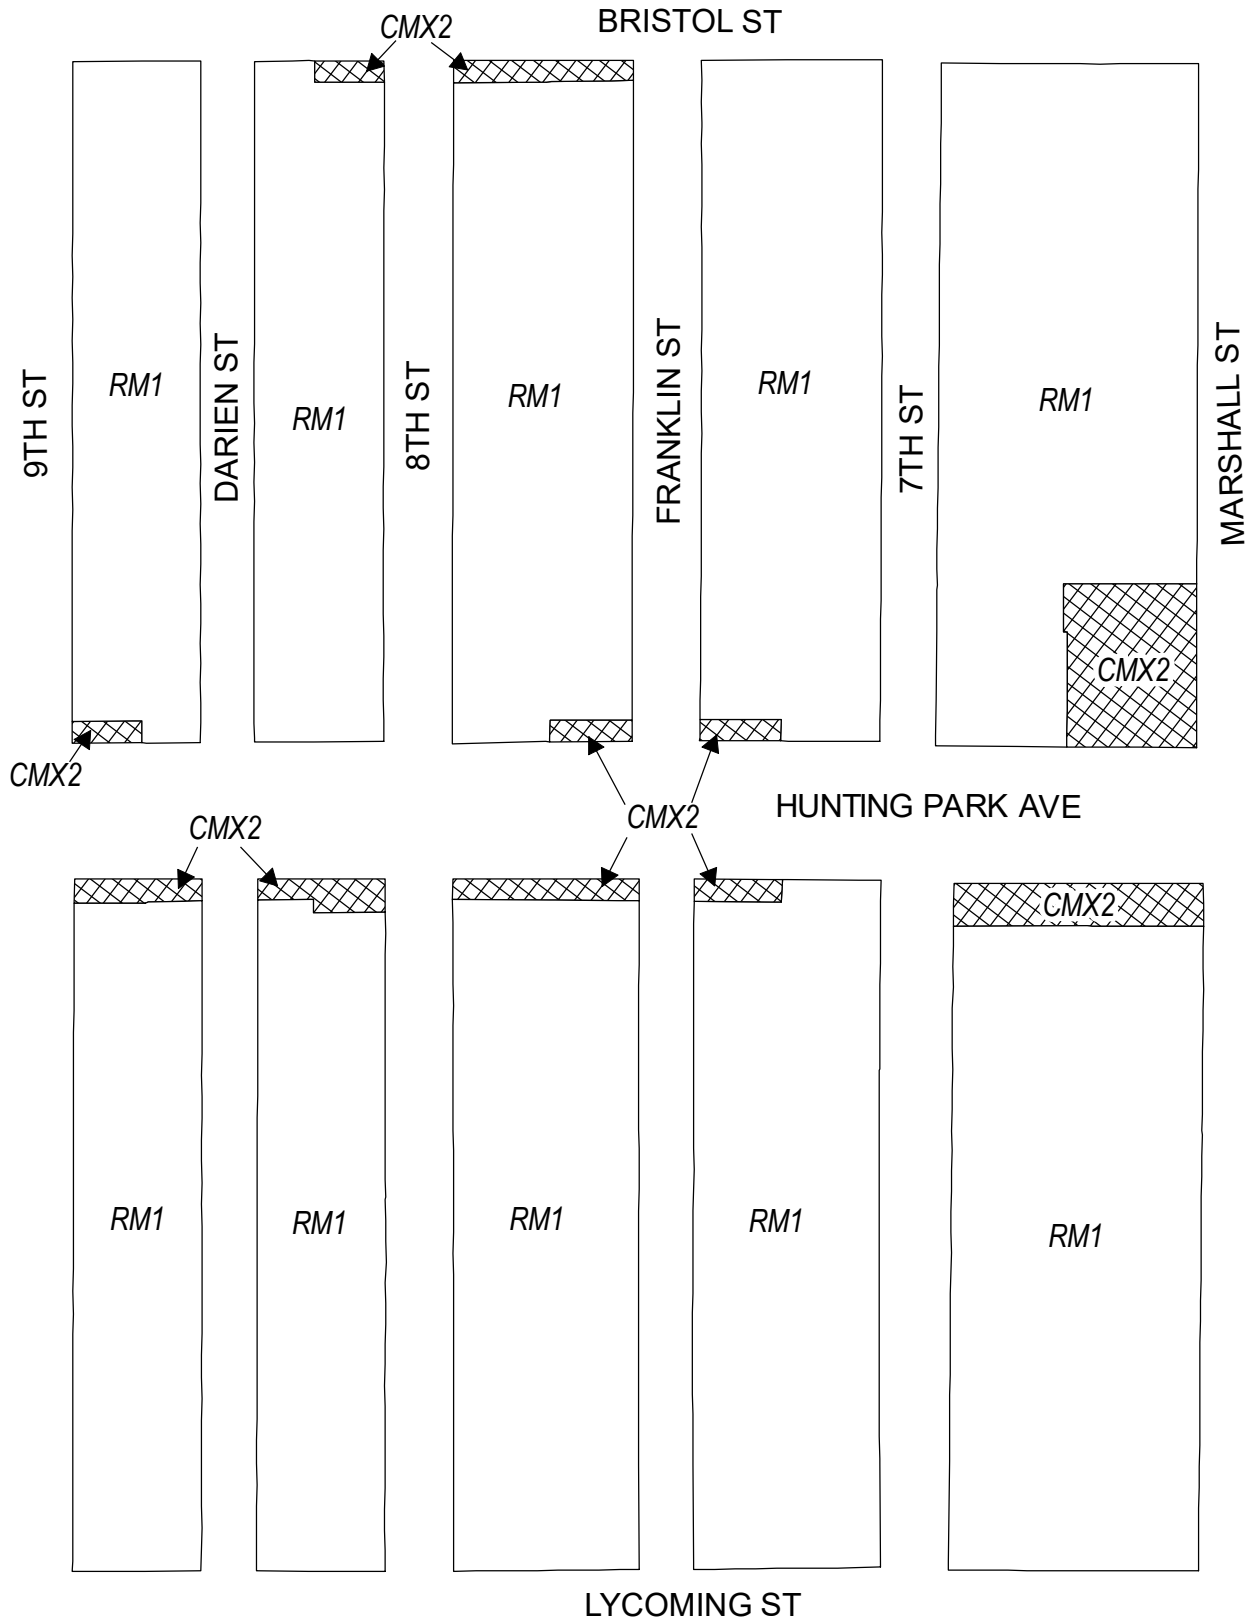 BRISTOL ST
CMX2
9TH ST
RM1
DARIEN ST
RM1
8TH ST
RM1
FRANKLIN ST
RM1
7TH ST
RM1
MARSHALL ST
CMX2
CMX2
HUNTING PARK AVE
CMX2
CMX2
CMX2
RM1
RM1
RM1
RM1
RM1
LYCOMING ST